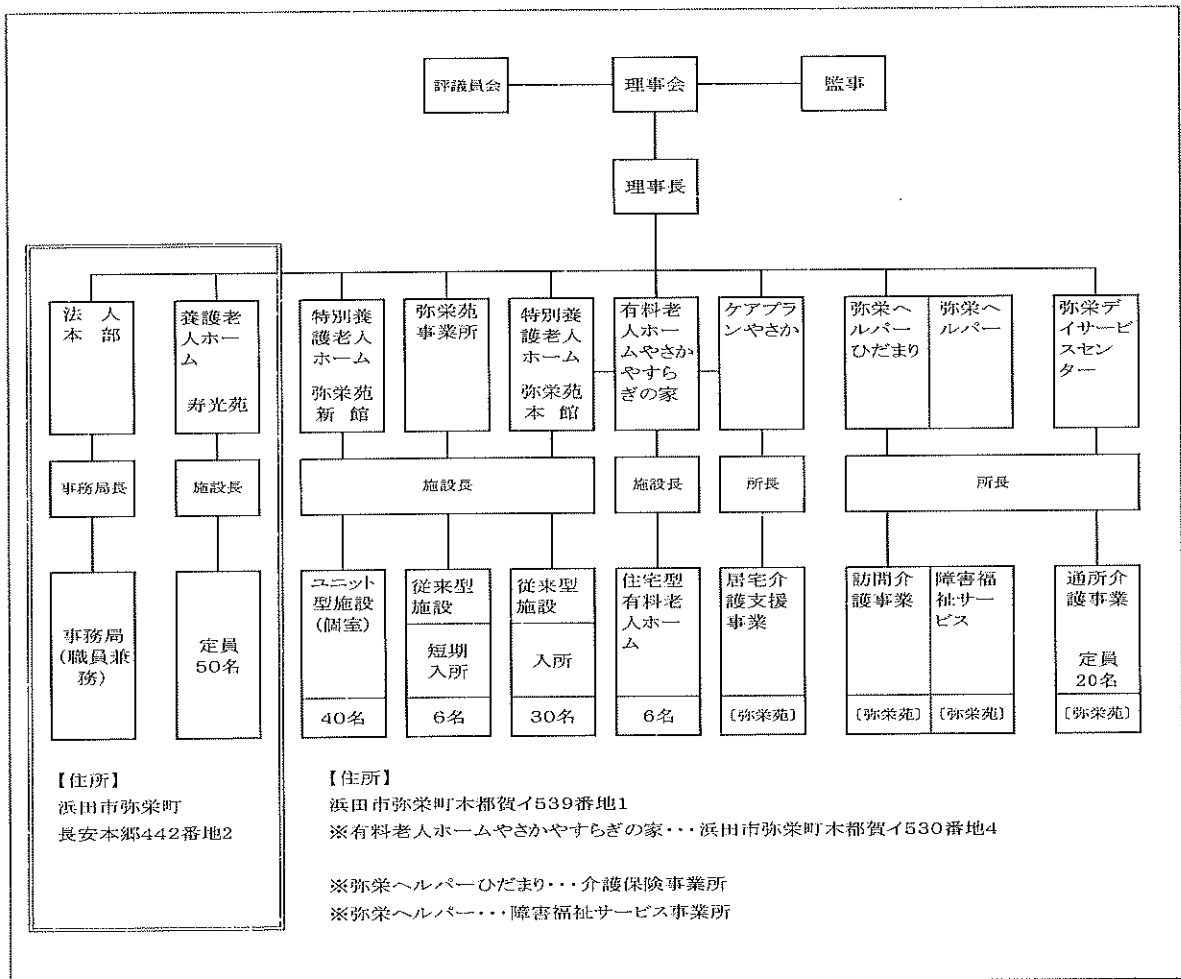 評議員会
理事会
監事
理事長
法人
本部
養護老
人ホーム
寿光苑
特別養
護老人
ホーム
弥栄苑
新館
弥栄苑
事業所
特別養
護老人
ホーム
弥栄苑
本館
有料老
人ホー
ムやさか
やすら
ぎの家
ケアプラ
ンやさか
弥栄ヘ
ルパー
ひだまり
弥栄ヘ
ルパー
弥栄デ
イサービ
スセン
ター
事務局長
施設長
施設長
施設長
所長
所長
事務局
(職員兼
務)
定員
50名
ユニット
型施設
(個室)
40名
従来型
施設
短期
入所
6名
従来型
施設
入所
30名
住宅型
有料老
人ホー
ム
6名
居宅介
護支援
事業
〔弥栄苑〕
訪問介
護事業
〔弥栄苑〕
障害福
祉サー
ビス
〔弥栄苑〕
通所介
護事業
定員
20名
〔弥栄苑〕
【住所】
浜田市弥栄町
長安本郷442番地2
【住所】
浜田市弥栄町木都賀イ539番地1
※有料老人ホームやさかやすらぎの家・・・浜田市弥栄町木都賀イ530番地4
※弥栄ヘルパーひだまり・・・介護保険事業所
※弥栄ヘルパー・・・障害福祉サービス事業所